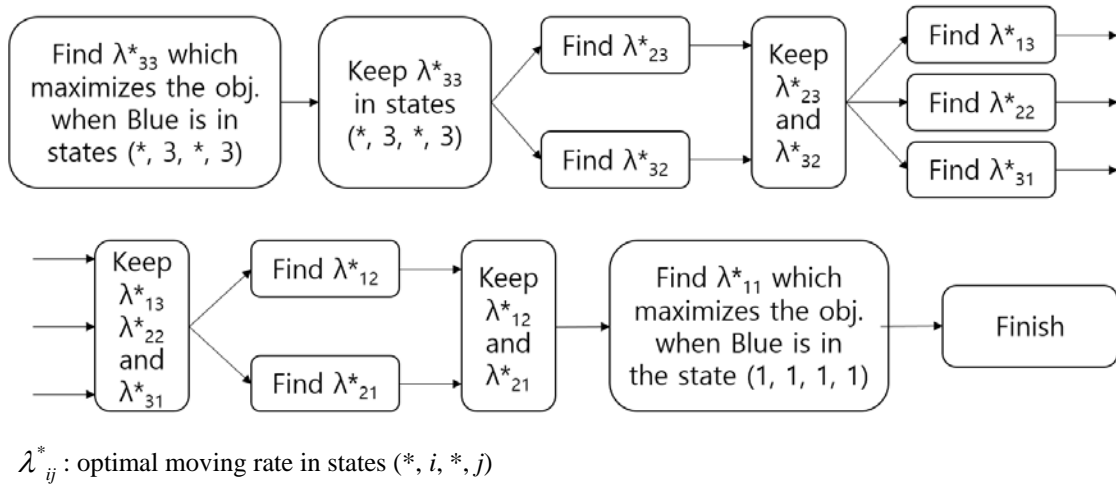 Find λ*33 which
maximizes the obj.
when Blue is in
states (*, 3, *, 3)
Keep λ*33
in states
(*, 3, *, 3)
Find λ*23
Find λ*32
Keep
λ*23
and
λ*32
Find λ*13
Find λ*22
Find λ*31
Keep
λ*13
λ*22
and
λ*31
Find λ*12
Find λ*21
Keep
λ*12
and
λ*21
Find λ*11 which
maximizes the obj.
when Blue is in
the state (1, 1, 1, 1)
Finish
λ*ij : optimal moving rate in states (*, i, *, j)